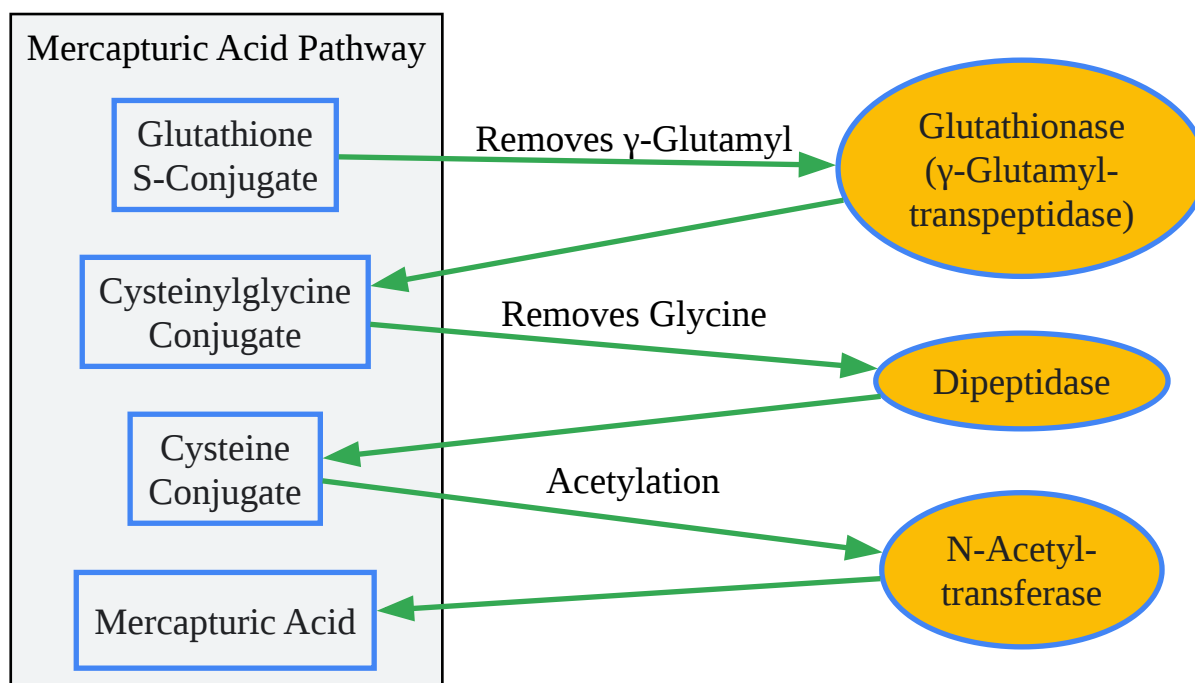 Mercapturic Acid Pathway
Glutathione
S-Conjugate
Removes γ-Glutamyl
Glutathionase
(γ-Glutamyl-
transpeptidase)
Cysteinylglycine
Conjugate
Removes Glycine
Dipeptidase
Cysteine
Conjugate
Acetylation
N-Acetyl-
transferase
Mercapturic Acid